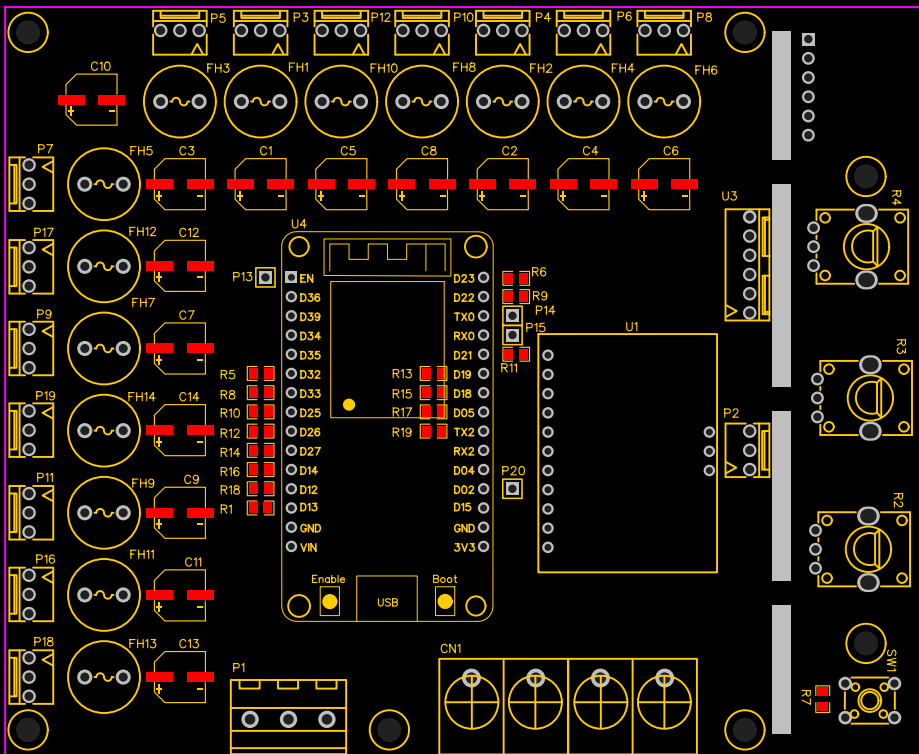 P5 P3 P12 P10 P4 P6 P8
C10 FH3 FH1 FH10 FH8 FH2 FH4 FH6
P7 FH5 C3 C1 C5 C8 C2 C4 C6
U4 U3 R4
P17 FH12 C12
P13 EN D23 R6
D36 D22 R9
D39 TX0 P14
D34 RX0 P15 U1
D35 D21 R11
P9 FH7 C7
R5 D32 R13 D19 R3
R8 D33 R15 D18
R10 D25 R17 D05
R12 D26 R19 TX2 P2
R14 D27 RX2
R16 D14 D04 P20
R18 D12 D02
R1 D13 D15
GND GND
VIN 3V3
P19 FH14 C14
P11 FH9 C9 R2
P16 FH11 C11
Enable Boot
USB
P18 FH13 C13
P1 CN1 SW1
R7